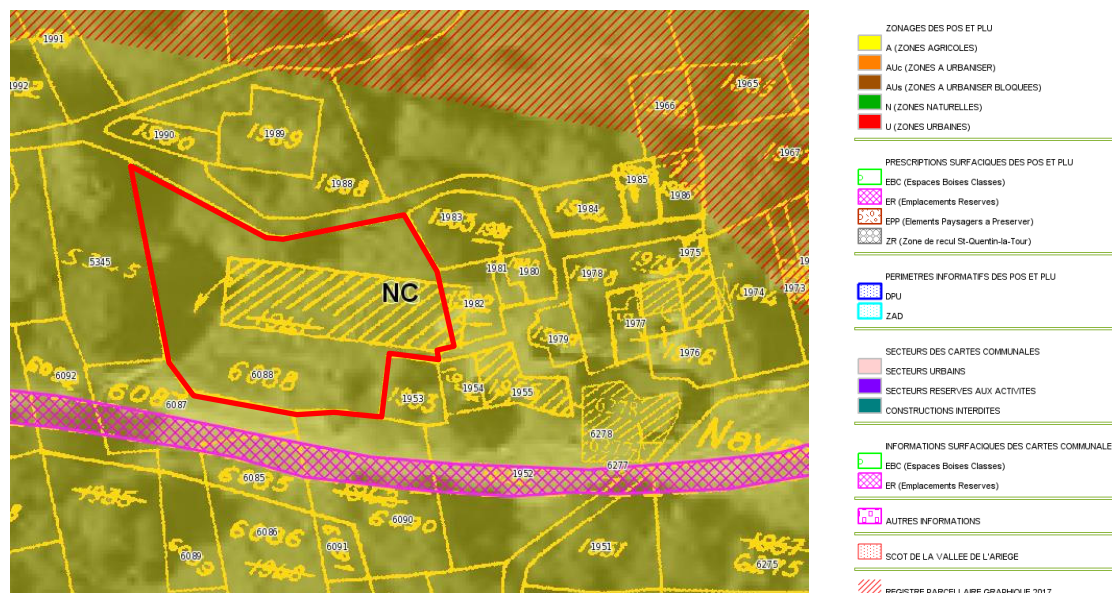 1991
1992
1965
1966
1990
1989
1967
1988
1985
1986
1984
1983
1975
5345
1981
1980
1978
1974
1973
NC
1982
1977
1979
1976
6092
6088
6088
1954
1955
1953
6087
6278
Nave
6277
1952
6085
6090
6086
6091
1951
6089
6275
ZONAGES DES POS ET PLU
A (ZONES AGRICOLES)
AUc (ZONES A URBANISER)
AUs (ZONES A URBANISER BLOQUEES)
N (ZONES NATURELLES)
U (ZONES URBAINES)
PRESCRIPTIONS SURFACIQUES DES POS ET PLU
EBC (Espaces Boises Classes)
ER (Emplacements Reserves)
EPP (Elements Paysagers a Preserver)
ZR (Zone de recul St-Quentin-la-Tour)
PERIMETRES INFORMATIFS DES POS ET PLU
DPU
ZAD
SECTEURS DES CARTES COMMUNALES
SECTEURS URBAINS
SECTEURS RESERVES AUX ACTIVITES
CONSTRUCTIONS INTERDITES
INFORMATIONS SURFACIQUES DES CARTES COMMUNALE
EBC (Espaces Boises Classes)
ER (Emplacements Reserves)
AUTRES INFORMATIONS
SCOT DE LA VALLEE DE L'ARIEGE
REGISTRE PARCELLAIRE GRAPHIQUE 2017